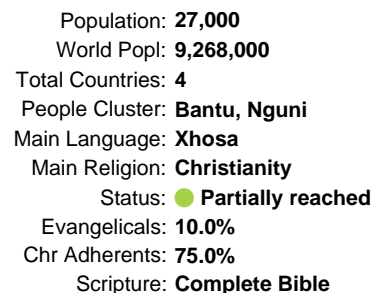 Population: 27,000
World Popl: 9,268,000
Total Countries: 4
People Cluster: Bantu, Nguni
Main Language: Xhosa
Main Religion: Christianity
Status: Partially reached
Evangelicals: 10.0%
Chr Adherents: 75.0%
Scripture: Complete Bible